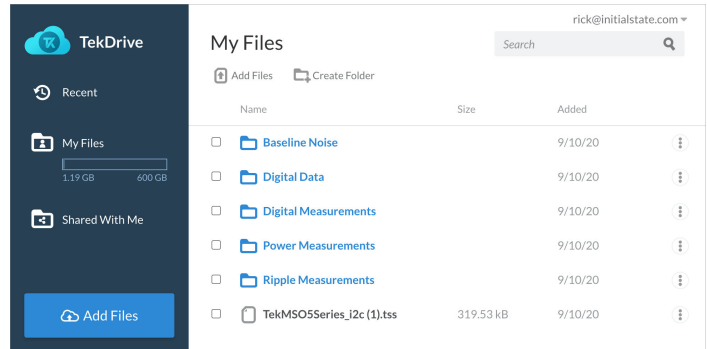 rick@initialstate.com
TekDrive
My Files
Search
Add Files Create Folder
Recent
Name Size Added
My Files
1.19 GB 600 GB
Shared With Me
Add Files
Baseline Noise 9/10/20
Digital Data 9/10/20
Digital Measurements 9/10/20
Power Measurements 9/10/20
Ripple Measurements 9/10/20
TekMSO5Series_i2c (1).tss 319.53 kB 9/10/20